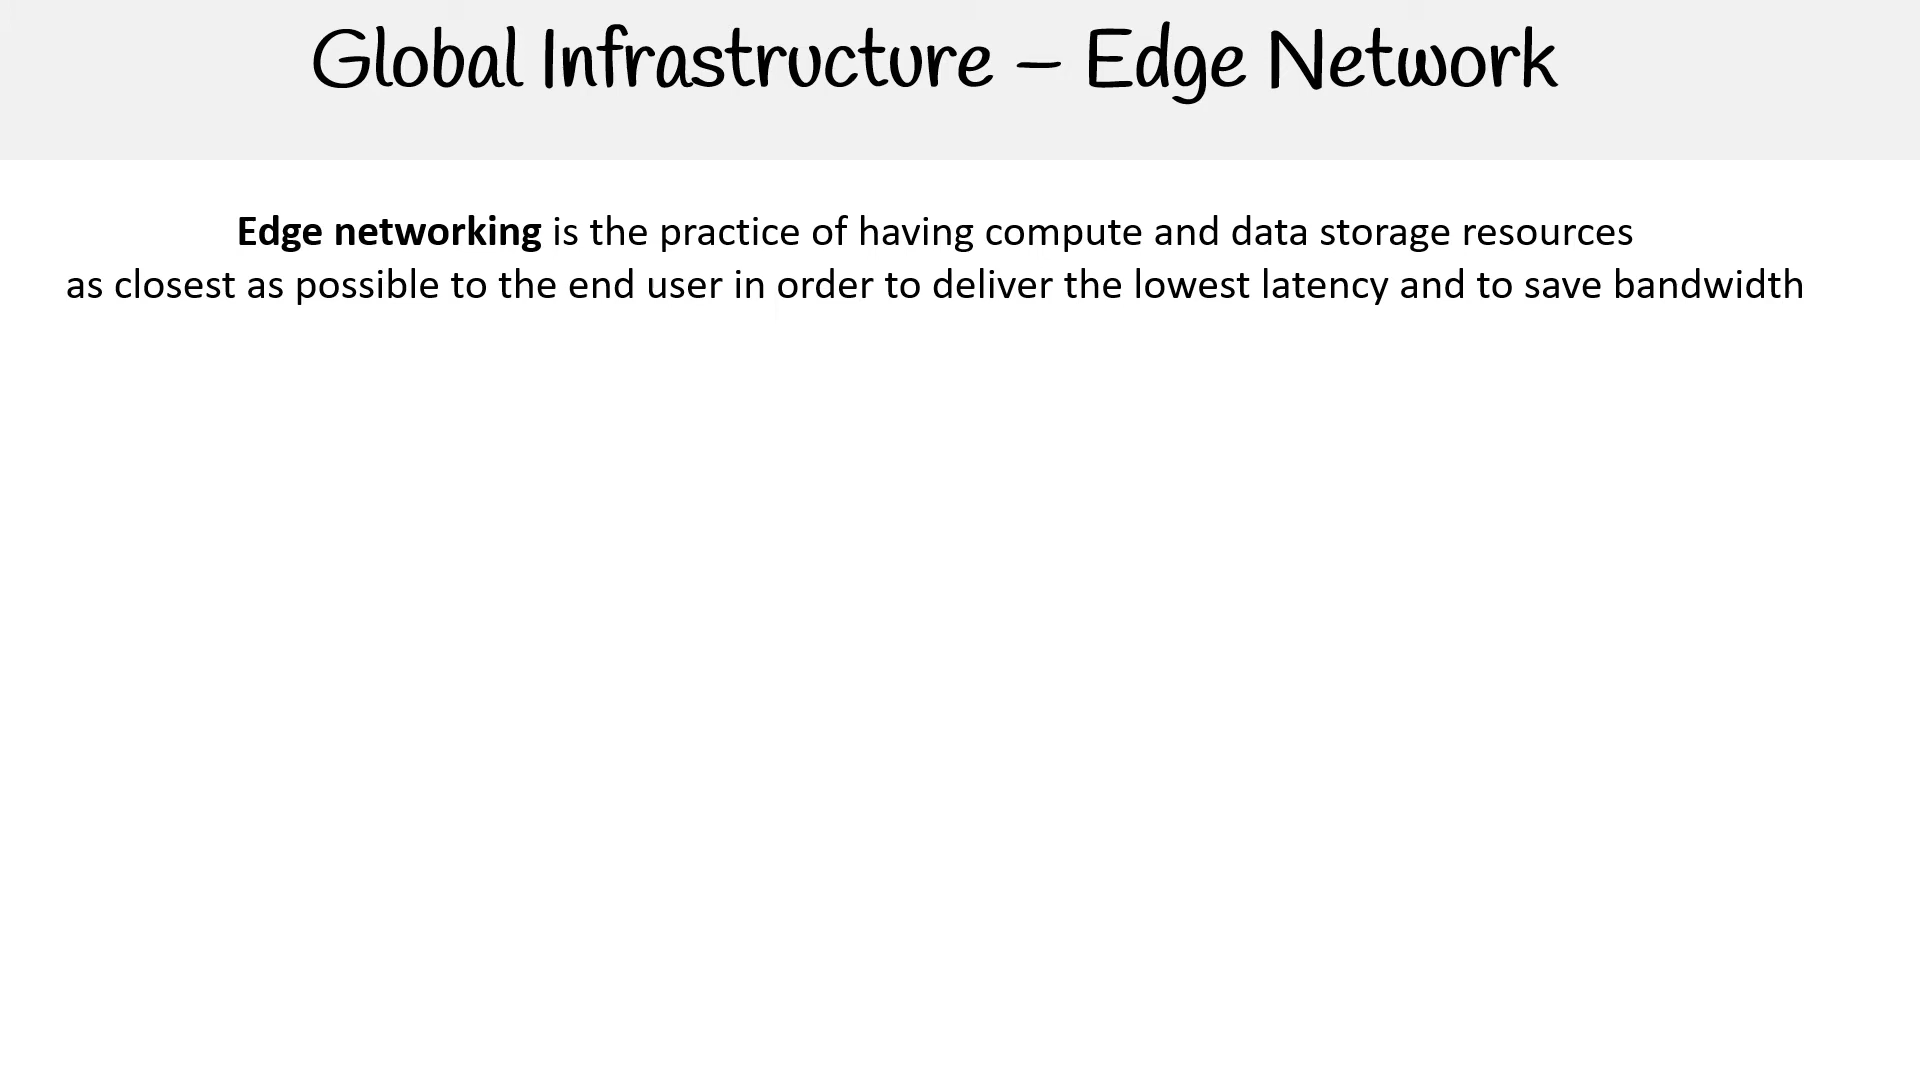 Global Infrastructure – Edge Network
Edge networking is the practice of having compute and data storage resources
as closest as possible to the end user in order to deliver the lowest latency and to save bandwidth